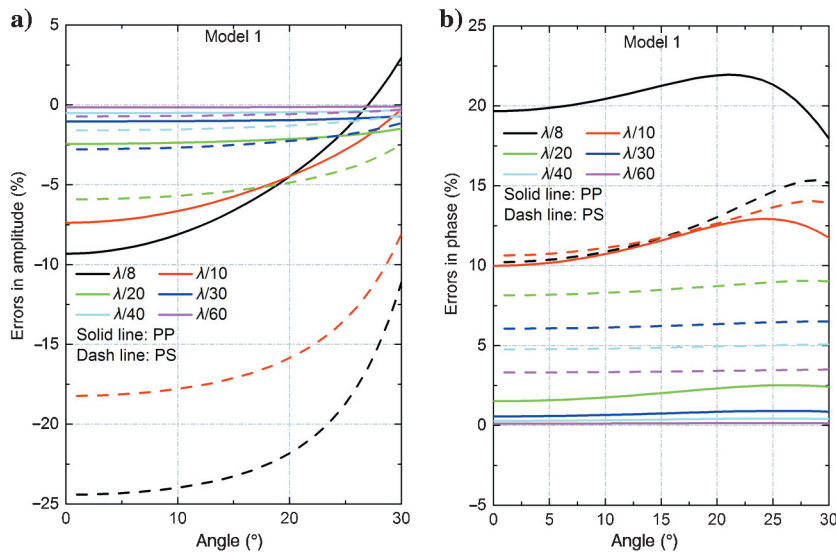 a)
Model 1
Errors in amplitude (%)
5
0
−5
−10
−15
−20
−25
λ/8 λ/10
λ/20 λ/30
λ/40 λ/60
Solid line: PP
Dash line: PS
0 10 20 30
Angle (°)
b)
Model 1
Errors in phase (%)
25
20
15
10
5
0
−5
λ/8 λ/10
λ/20 λ/30
λ/40 λ/60
Solid line: PP
Dash line: PS
0 5 10 15 20 25 30
Angle (°)